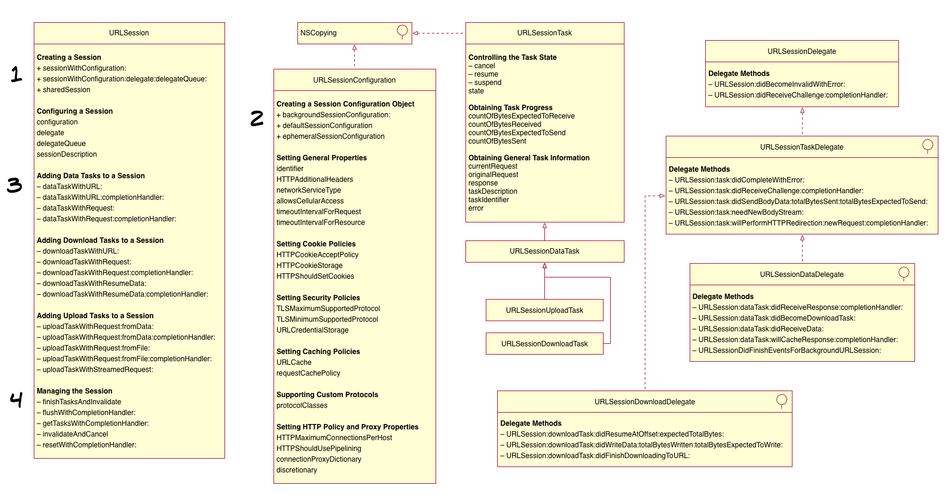 URLSession
1
Creating a Session
+ sessionWithConfiguration:
+ sessionWithConfiguration:delegate:delegateQueue:
+ sharedSession
Configuring a Session
configuration
delegate
delegateQueue
sessionDescription
3
Adding Data Tasks to a Session
– dataTaskWithURL:
– dataTaskWithURL:completionHandler:
– dataTaskWithRequest:
– dataTaskWithRequest:completionHandler:
Adding Download Tasks to a Session
– downloadTaskWithURL:
– downloadTaskWithRequest:
– downloadTaskWithRequest:completionHandler:
– downloadTaskWithResumeData:
– downloadTaskWithResumeData:completionHandler:
Adding Upload Tasks to a Session
– uploadTaskWithRequest:fromData:
– uploadTaskWithRequest:fromData:completionHandler:
– uploadTaskWithRequest:fromFile:
– uploadTaskWithRequest:fromFile:completionHandler:
– uploadTaskWithStreamedRequest:
4
Managing the Session
– finishTasksAndInvalidate
– flushWithCompletionHandler:
– getTasksWithCompletionHandler:
– invalidateAndCancel
– resetWithCompletionHandler:
NSCopying
URLSessionConfiguration
2
Creating a Session Configuration Object
+ backgroundSessionConfiguration:
+ defaultSessionConfiguration
+ ephemeralSessionConfiguration
Setting General Properties
identifier
HTTPAdditionalHeaders
networkServiceType
allowsCellularAccess
timeoutIntervalForRequest
timeoutIntervalForResource
Setting Cookie Policies
HTTPCookieAcceptPolicy
HTTPCookieStorage
HTTPShouldSetCookies
Setting Security Policies
TLSMaximumSupportedProtocol
TLSMinimumSupportedProtocol
URLCredentialStorage
Setting Caching Policies
URLCache
requestCachePolicy
Supporting Custom Protocols
protocolClasses
Setting HTTP Policy and Proxy Properties
HTTPMaximumConnectionsPerHost
HTTPShouldUsePipelining
connectionProxyDictionary
discretionary
URLSessionTask
Controlling the Task State
– cancel
– resume
– suspend
state
Obtaining Task Progress
countOfBytesExpectedToReceive
countOfBytesReceived
countOfBytesExpectedToSend
countOfBytesSent
Obtaining General Task Information
currentRequest
originalRequest
response
taskDescription
taskIdentifier
error
URLSessionDataTask
URLSessionUploadTask
URLSessionDownloadTask
URLSessionDelegate
Delegate Methods
– URLSession:didBecomeInvalidWithError:
– URLSession:didReceiveChallenge:completionHandler:
URLSessionTaskDelegate
Delegate Methods
– URLSession:task:didCompleteWithError:
– URLSession:task:didReceiveChallenge:completionHandler:
– URLSession:task:didSendBodyData:totalBytesSent:totalBytesExpectedToSend:
– URLSession:task:needNewBodyStream:
– URLSession:task:willPerformHTTPRedirection:newRequest:completionHandler:
URLSessionDataDelegate
Delegate Methods
– URLSession:dataTask:didReceiveResponse:completionHandler:
– URLSession:dataTask:didBecomeDownloadTask:
– URLSession:dataTask:didReceiveData:
– URLSession:dataTask:willCacheResponse:completionHandler:
– URLSessionDidFinishEventsForBackgroundURLSession:
URLSessionDownloadDelegate
Delegate Methods
– URLSession:downloadTask:didResumeAtOffset:expectedTotalBytes:
– URLSession:downloadTask:didWriteData:totalBytesWritten:totalBytesExpectedToWrite:
– URLSession:downloadTask:didFinishDownloadingToURL: